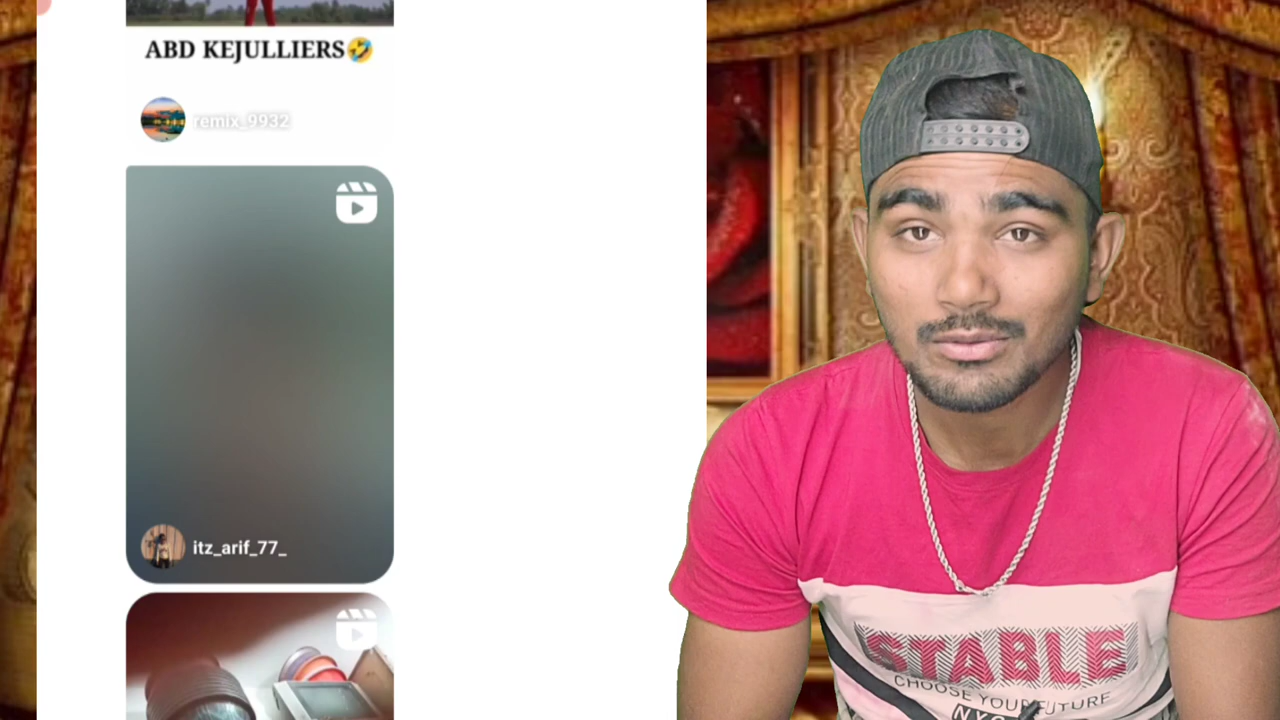 ABD KEJULLIERS🤣
remix_9932
itz_arif_77_
STABLE
CHOOSE YOUR FUTURE